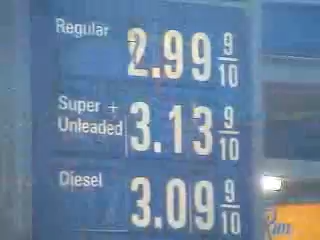 Regular 2.99 9/10
Super +
Unleaded 3.13 9/10
Diesel 3.09 9/10